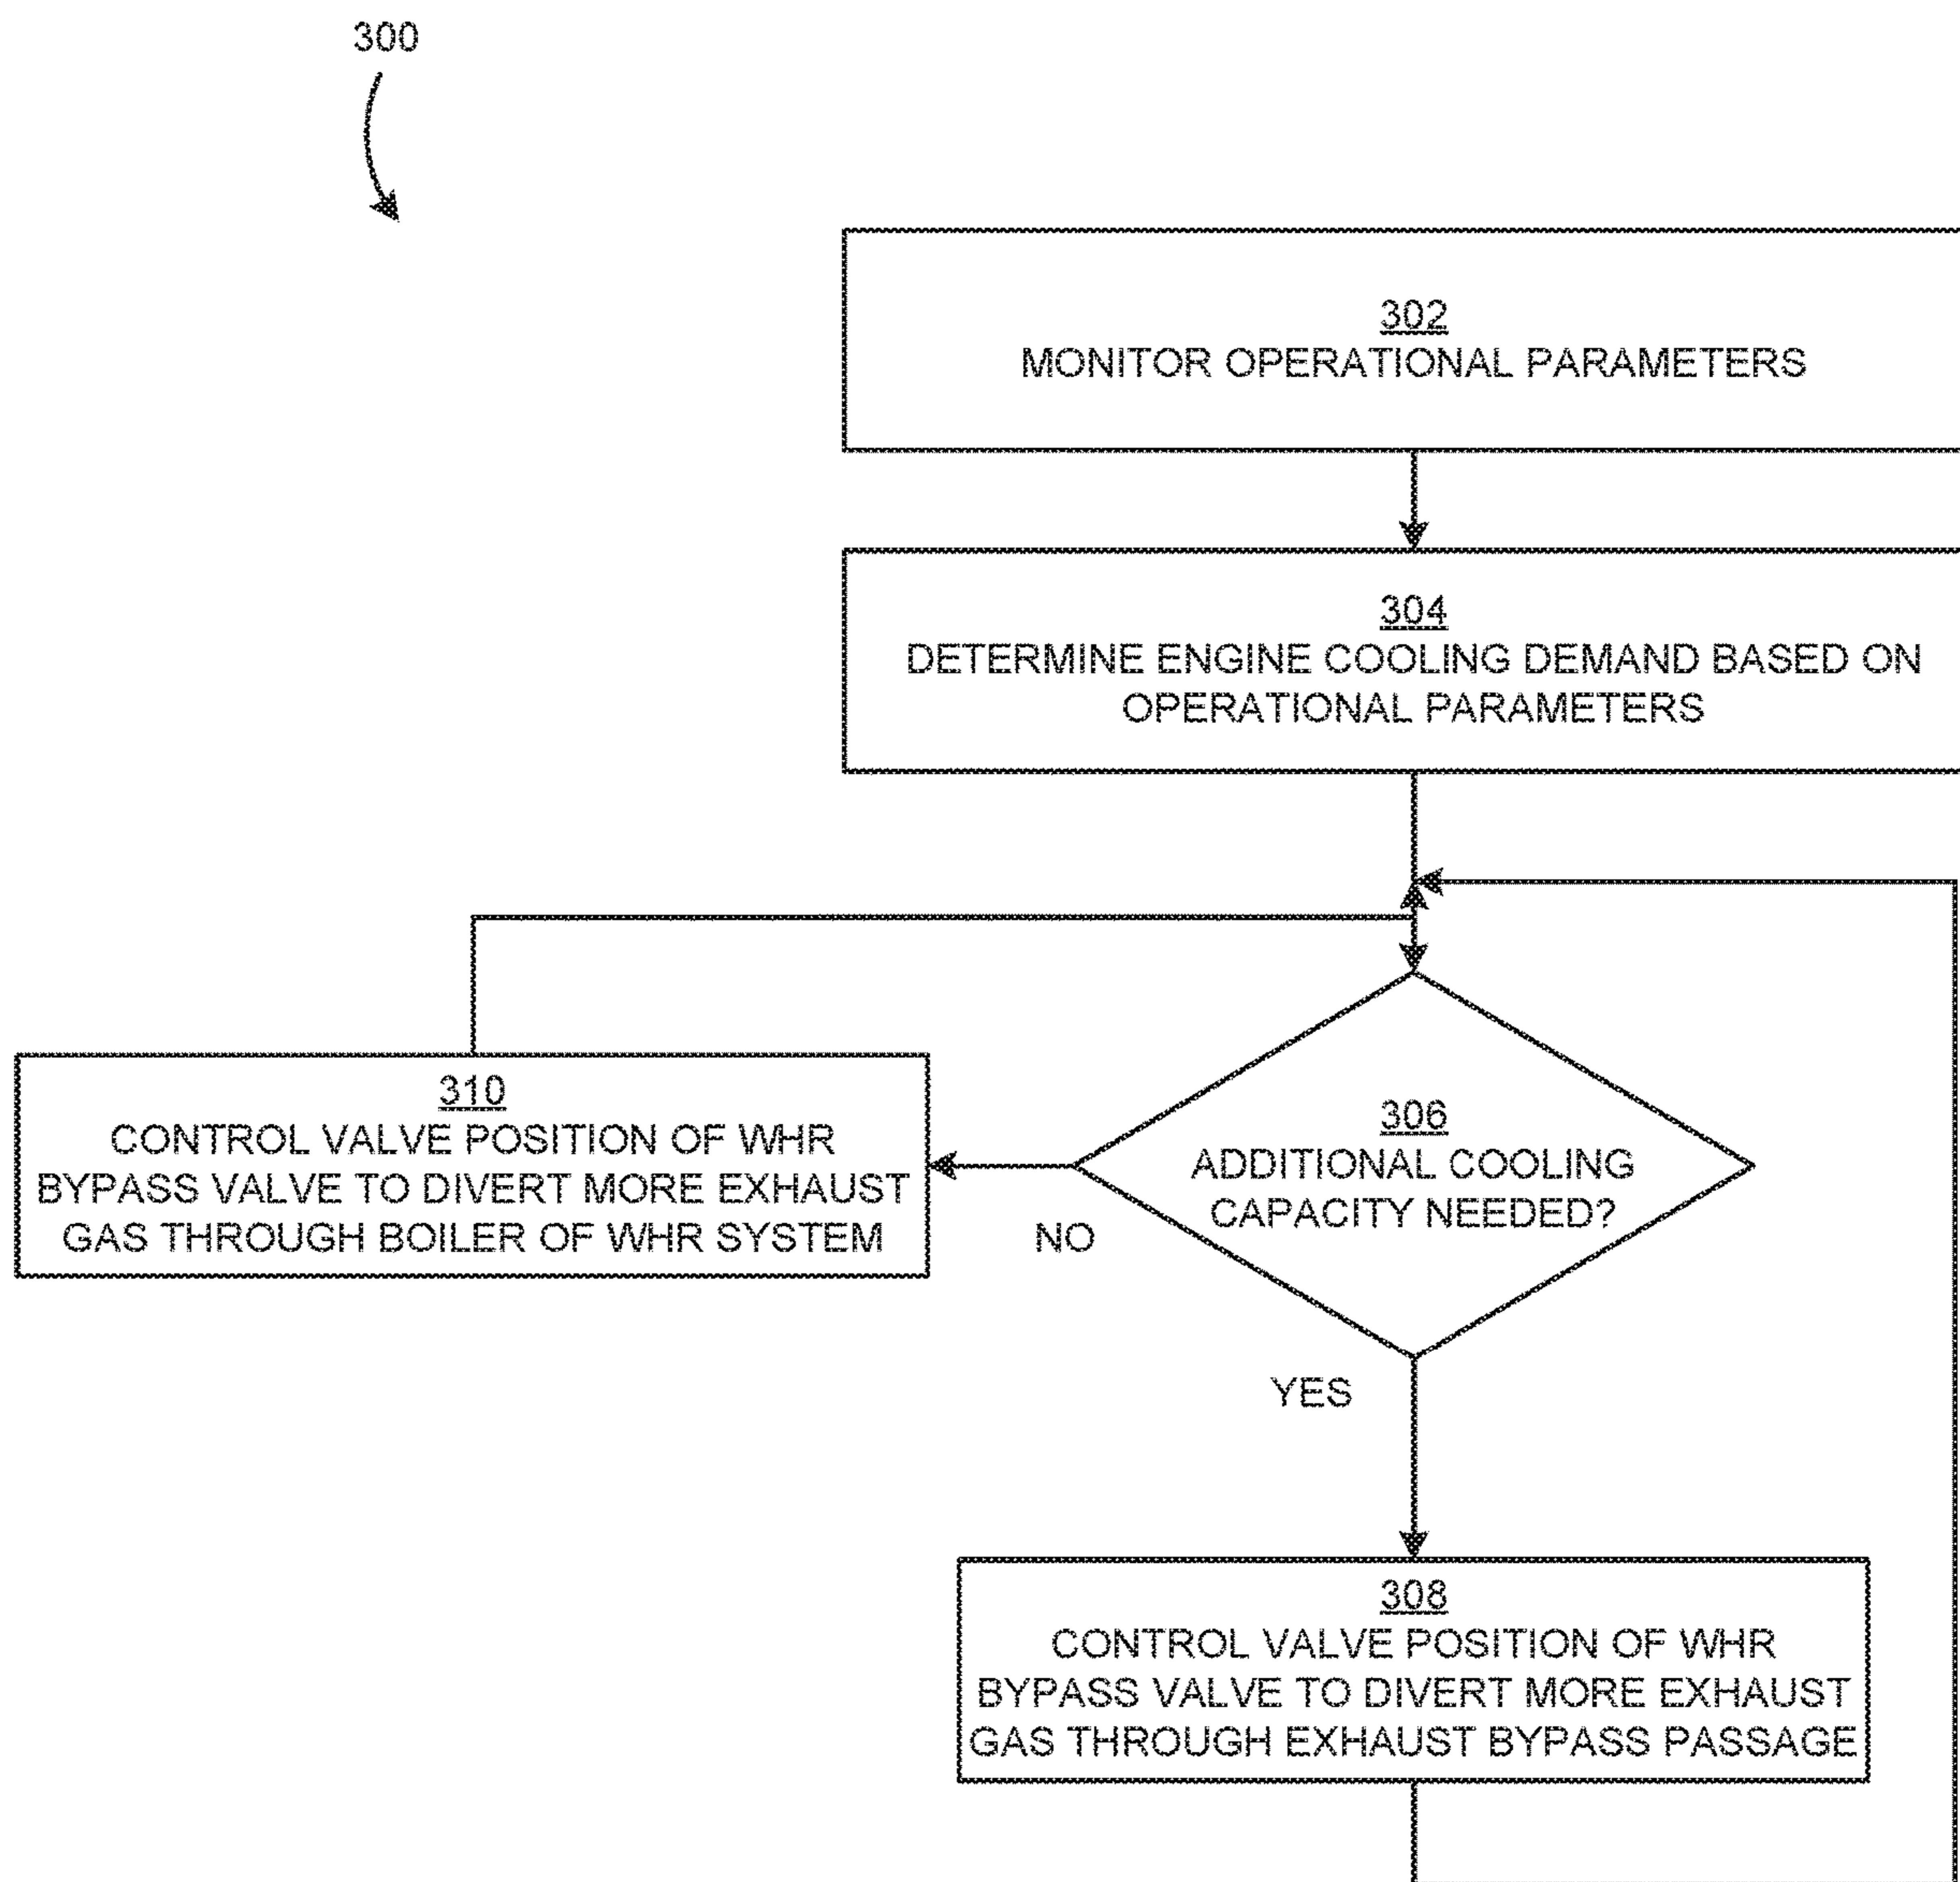 300
302
MONITOR OPERATIONAL PARAMETERS
304
DETERMINE ENGINE COOLING DEMAND BASED ON
OPERATIONAL PARAMETERS
310
CONTROL VALVE POSITION OF WHR
BYPASS VALVE TO DIVERT MORE EXHAUST
GAS THROUGH BOILER OF WHR SYSTEM
306
ADDITIONAL COOLING
CAPACITY NEEDED?
NO
YES
308
CONTROL VALVE POSITION OF WHR
BYPASS VALVE TO DIVERT MORE EXHAUST
GAS THROUGH EXHAUST BYPASS PASSAGE